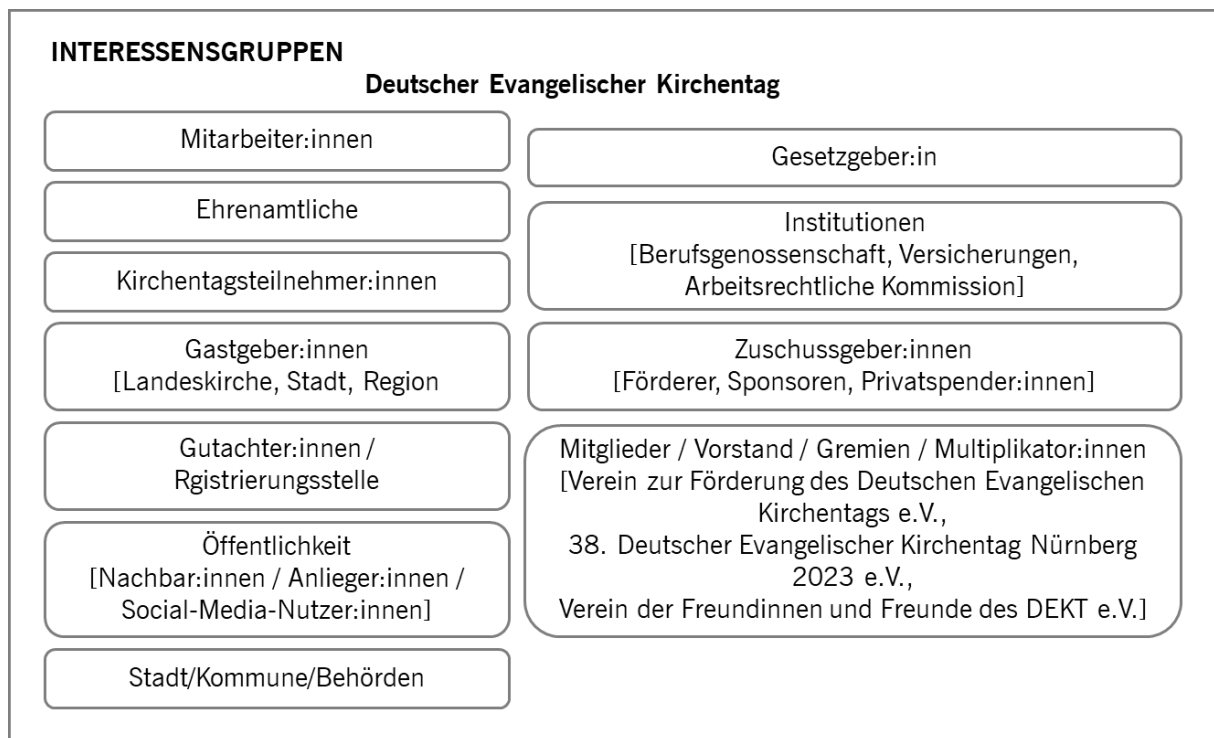 INTERESSENSGRUPPEN
Deutscher Evangelischer Kirchentag
Mitarbeiter:innen
Ehrenamtliche
Kirchentagsteilnehmer:innen
Gastgeber:innen
[Landeskirche, Stadt, Region
Gutachter:innen /
Rgistrierungsstelle
Öffentlichkeit
[Nachbar:innen / Anlieger:innen /
Social-Media-Nutzer:innen]
Stadt/Kommune/Behörden
Gesetzgeber:in
Institutionen
[Berufsgenossenschaft, Versicherungen,
Arbeitsrechtliche Kommission]
Zuschussgeber:innen
[Förderer, Sponsoren, Privatspender:innen]
Mitglieder / Vorstand / Gremien / Multiplikator:innen
[Verein zur Förderung des Deutschen Evangelischen
Kirchentags e.V.,
38. Deutscher Evangelischer Kirchentag Nürnberg
2023 e.V.,
Verein der Freundinnen und Freunde des DEKT e.V.]